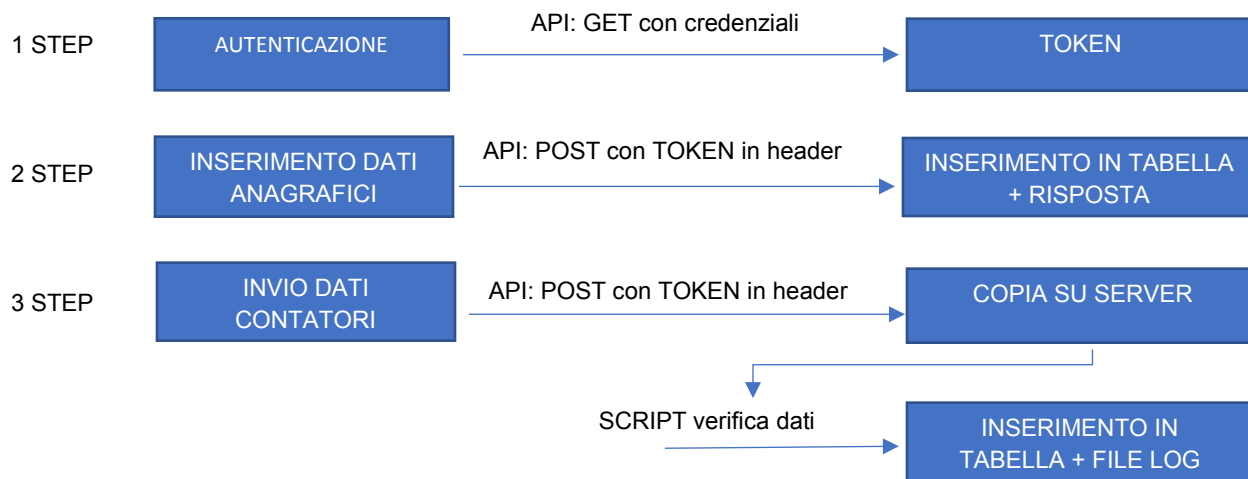 1 STEP
AUTENTICAZIONE
API: GET con credenziali
TOKEN
2 STEP
INSERIMENTO DATI
ANAGRAFICI
API: POST con TOKEN in header
INSERIMENTO IN TABELLA
+ RISPOSTA
3 STEP
INVIO DATI
CONTATORI
API: POST con TOKEN in header
COPIA SU SERVER
SCRIPT verifica dati
INSERIMENTO IN
TABELLA + FILE LOG